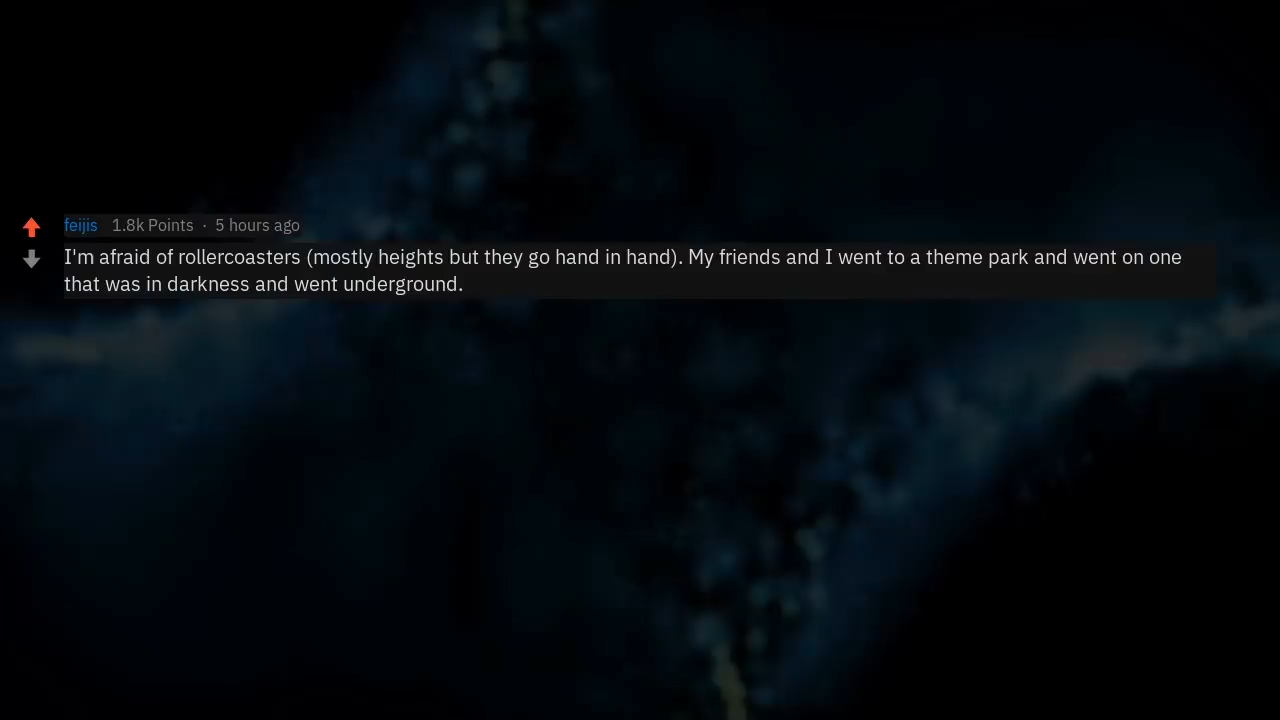 feijis 1.8k Points · 5 hours ago
I'm afraid of rollercoasters (mostly heights but they go hand in hand). My friends and I went to a theme park and went on one
that was in darkness and went underground.